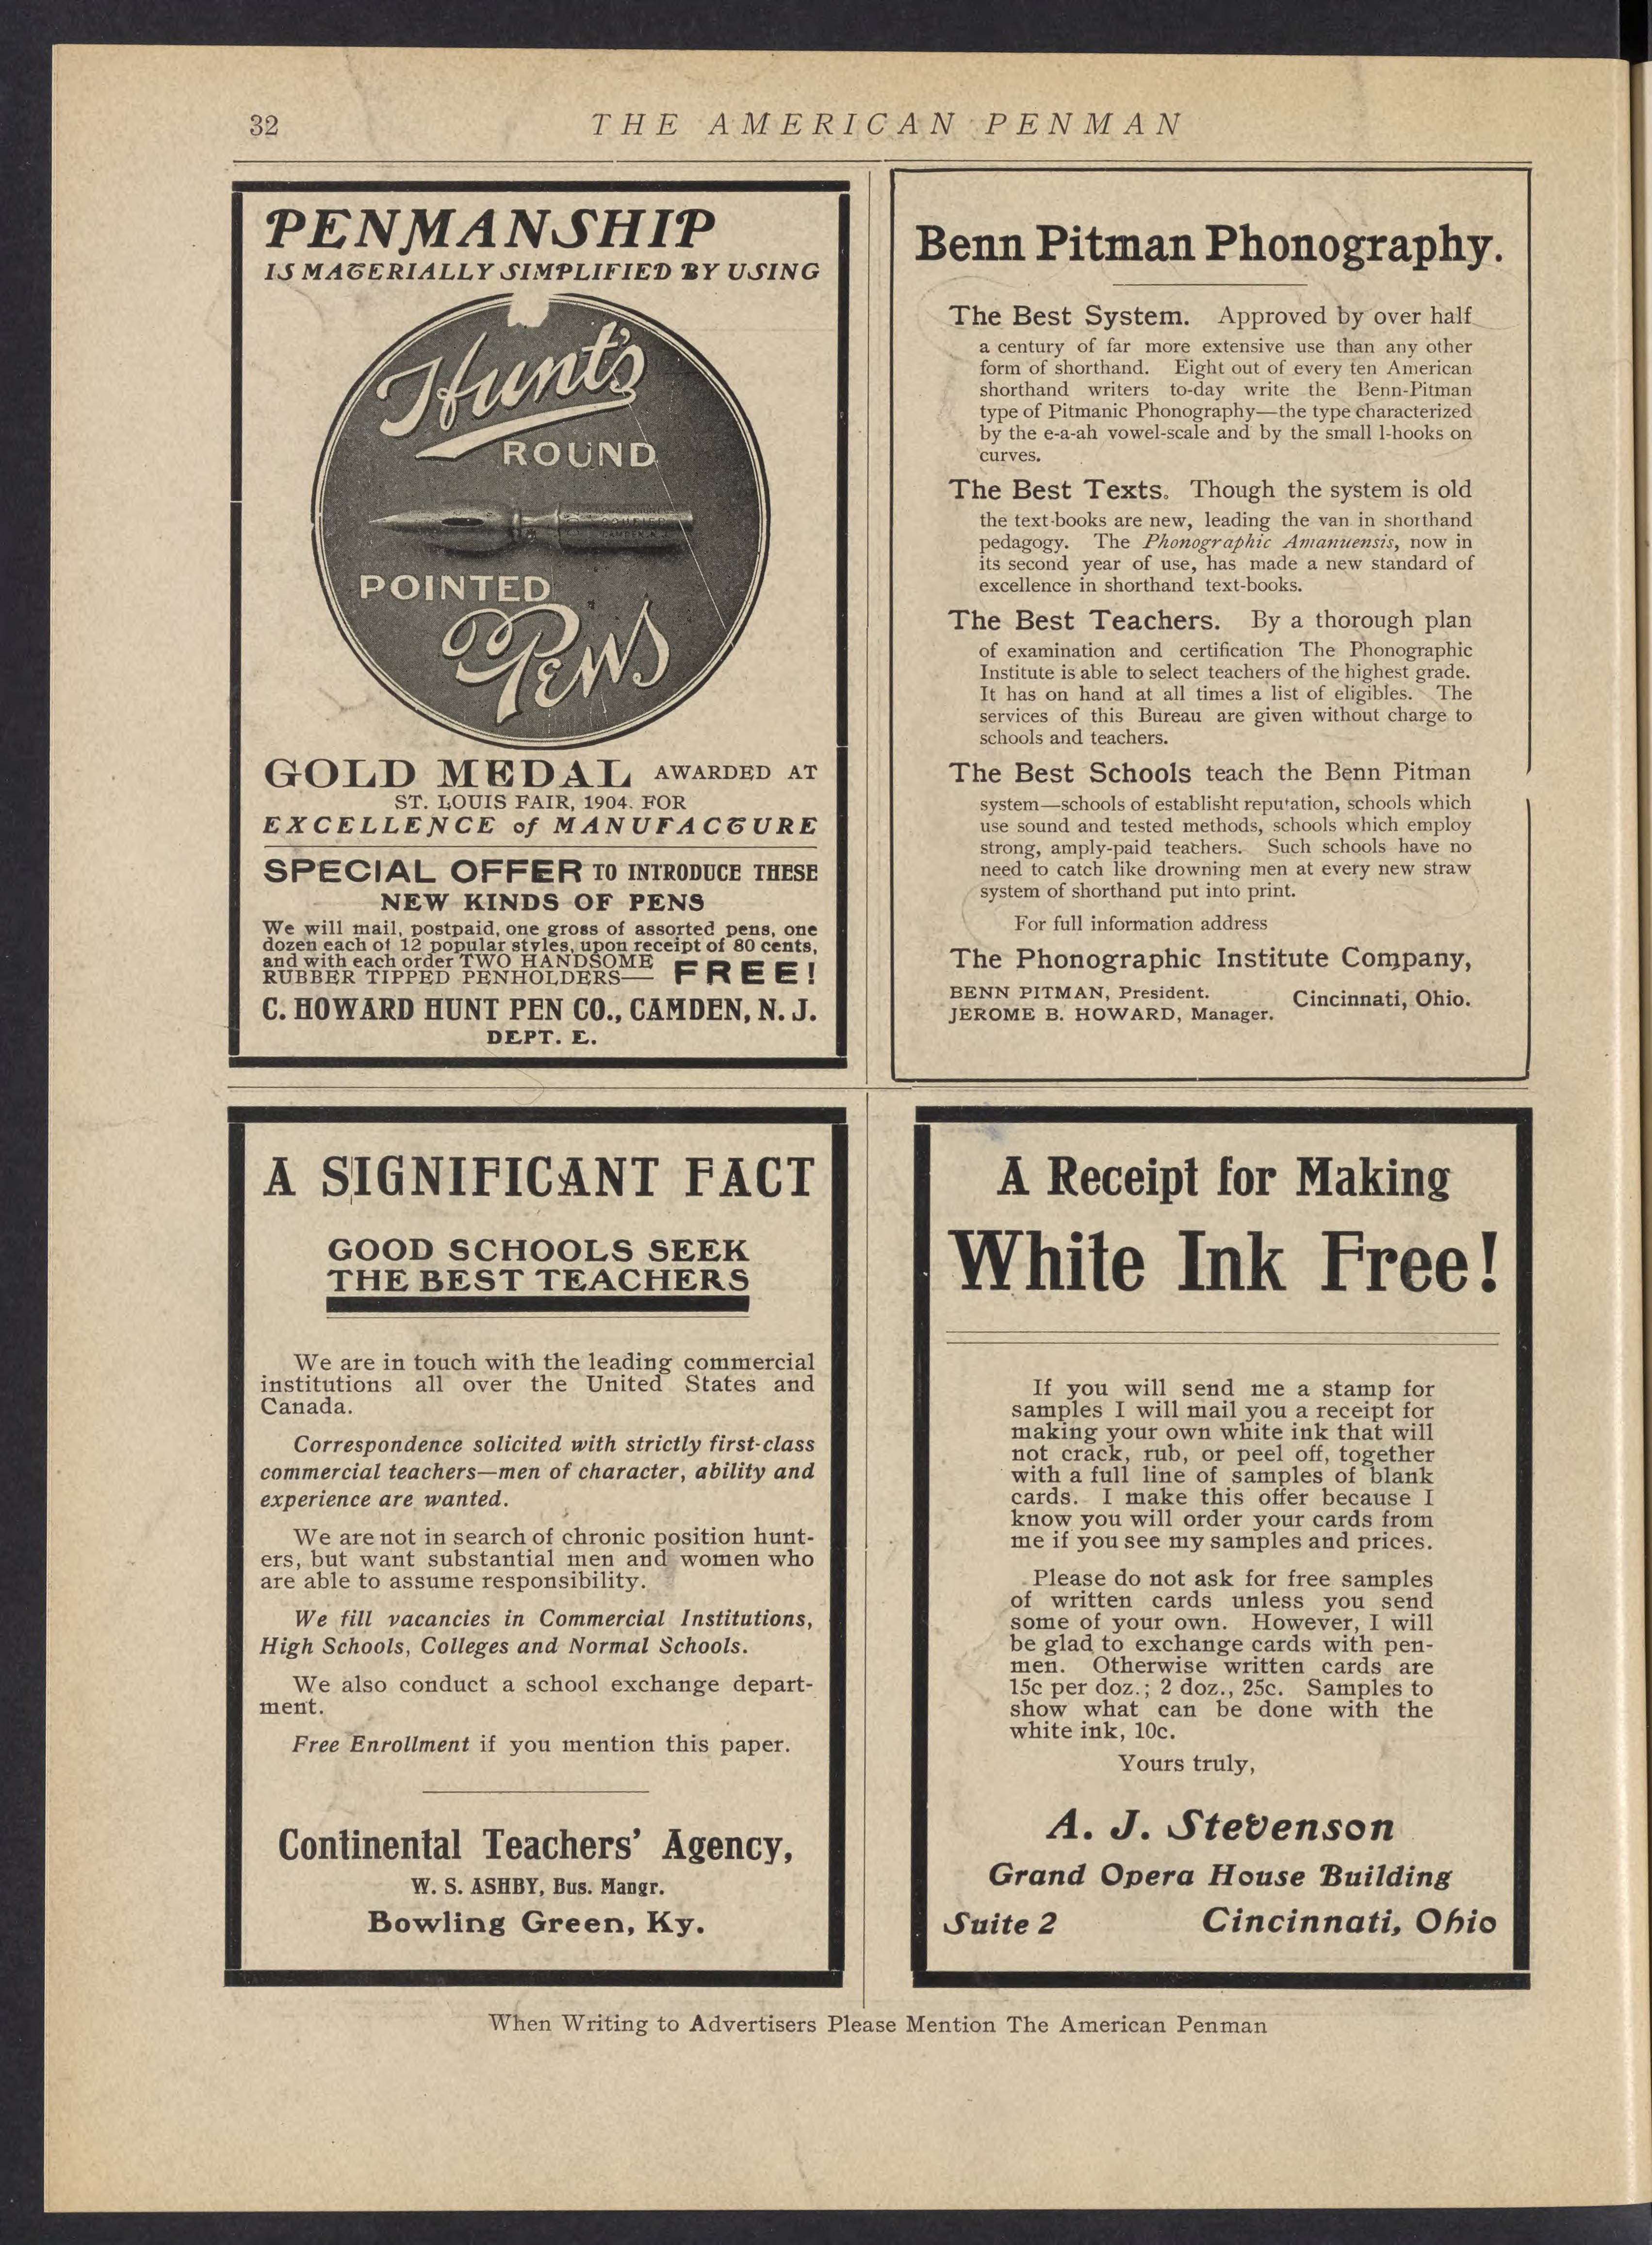 32
THE AMERICAN PENMAN
PENMANSHIP
IS MATERIALLY SIMPLIFIED BY USING
Hunt's
ROUND
POINTED
PENS
GOLD MEDAL AWARDED AT
ST. LOUIS FAIR, 1904. FOR
EXCELLENCE of MANUFACTURE
SPECIAL OFFER TO INTRODUCE THESE
NEW KINDS OF PENS
We will mail, postpaid, one gross of assorted pens, one
dozen each of 12 popular styles, upon receipt of 80 cents,
and with each order TWO HANDSOME
RUBBER TIPPED PENHOLDERS— FREE!
C. HOWARD HUNT PEN CO., CAMDEN, N. J.
DEPT. E.
Benn Pitman Phonography.
The Best System. Approved by over half
a century of far more extensive use than any other
form of shorthand. Eight out of every ten American
shorthand writers to-day write the Benn-Pitman
type of Pitmanic Phonography—the type characterized
by the e-a-ah vowel-scale and by the small l-hooks on
curves.
The Best Texts. Though the system is old
the text-books are new, leading the van in shorthand
pedagogy. The Phonographic Amanuensis, now in
its second year of use, has made a new standard of
excellence in shorthand text-books.
The Best Teachers. By a thorough plan
of examination and certification The Phonographic
Institute is able to select teachers of the highest grade.
It has on hand at all times a list of eligibles. The
services of this Bureau are given without charge to
schools and teachers.
The Best Schools teach the Benn Pitman
system—schools of establisht reputation, schools which
use sound and tested methods, schools which employ
strong, amply-paid teachers. Such schools have no
need to catch like drowning men at every new straw
system of shorthand put into print.
For full information address
The Phonographic Institute Company,
BENN PITMAN, President.
JEROME B. HOWARD, Manager.
Cincinnati, Ohio.
A SIGNIFICANT FACT
GOOD SCHOOLS SEEK
THE BEST TEACHERS
We are in touch with the leading commercial
institutions all over the United States and
Canada.
Correspondence solicited with strictly first-class
commercial teachers—men of character, ability and
experience are wanted.
We are not in search of chronic position hunt-
ers, but want substantial men and women who
are able to assume responsibility.
We fill vacancies in Commercial Institutions,
High Schools, Colleges and Normal Schools.
We also conduct a school exchange depart-
ment.
Free Enrollment if you mention this paper.
Continental Teachers' Agency,
W. S. ASHBY, Bus. Mangr.
Bowling Green, Ky.
A Receipt for Making
White Ink Free!
If you will send me a stamp for
samples I will mail you a receipt for
making your own white ink that will
not crack, rub, or peel off, together
with a full line of samples of blank
cards. I make this offer because I
know you will order your cards from
me if you see my samples and prices.
Please do not ask for free samples
of written cards unless you send
some of your own. However, I will
be glad to exchange cards with pen-
men. Otherwise written cards are
15c per doz.; 2 doz., 25c. Samples to
show what can be done with the
white ink, 10c.
Yours truly,
A. J. Stevenson
Grand Opera House Building
Suite 2 Cincinnati, Ohio
When Writing to Advertisers Please Mention The American Penman